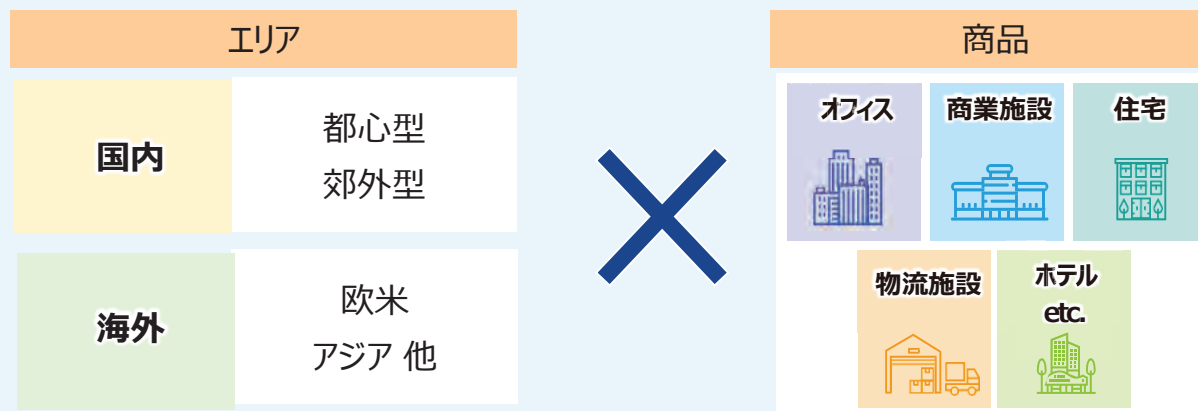 エリア
国内
都心型
郊外型
海外
欧米
アジア 他
商品
オフィス
商業施設
住宅
物流施設
ホテル
etc.